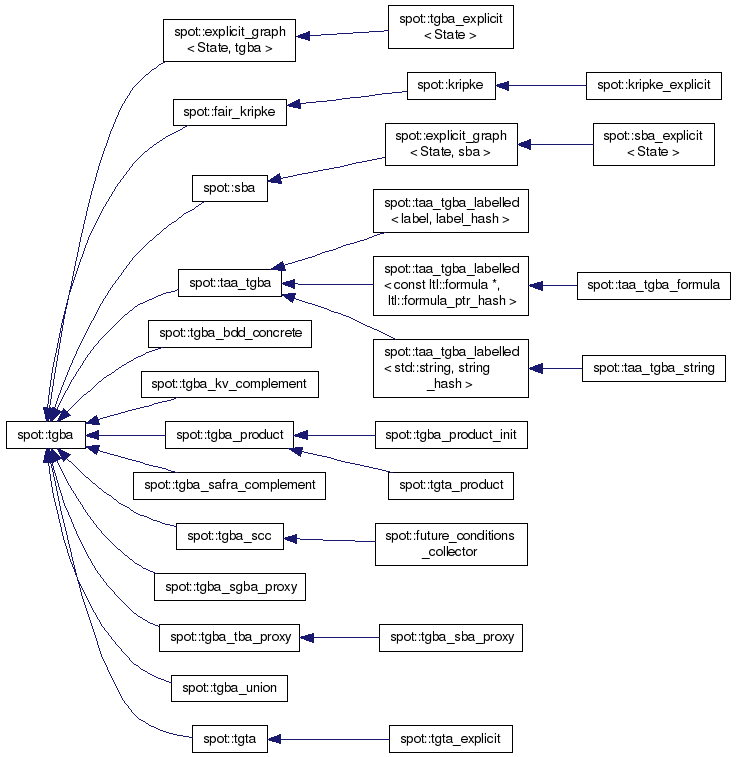 spot::tgba_explicit
< State >
spot::explicit_graph
< State, tgba >
spot::kripke
spot::kripke_explicit
spot::fair_kripke
spot::explicit_graph
< State, sba >
spot::sba_explicit
< State >
spot::sba
spot::taa_tgba_labelled
< label, label_hash >
spot::taa_tgba
spot::taa_tgba_labelled
< const ltl::formula *,
ltl::formula_ptr_hash >
spot::taa_tgba_formula
spot::tgba_bdd_concrete
spot::taa_tgba_labelled
< std::string, string
_hash >
spot::taa_tgba_string
spot::tgba_kv_complement
spot::tgba
spot::tgba_product
spot::tgba_product_init
spot::tgba_safra_complement
spot::tgta_product
spot::tgba_scc
spot::future_conditions
_collector
spot::tgba_sgba_proxy
spot::tgba_tba_proxy
spot::tgba_sba_proxy
spot::tgba_union
spot::tgta
spot::tgta_explicit